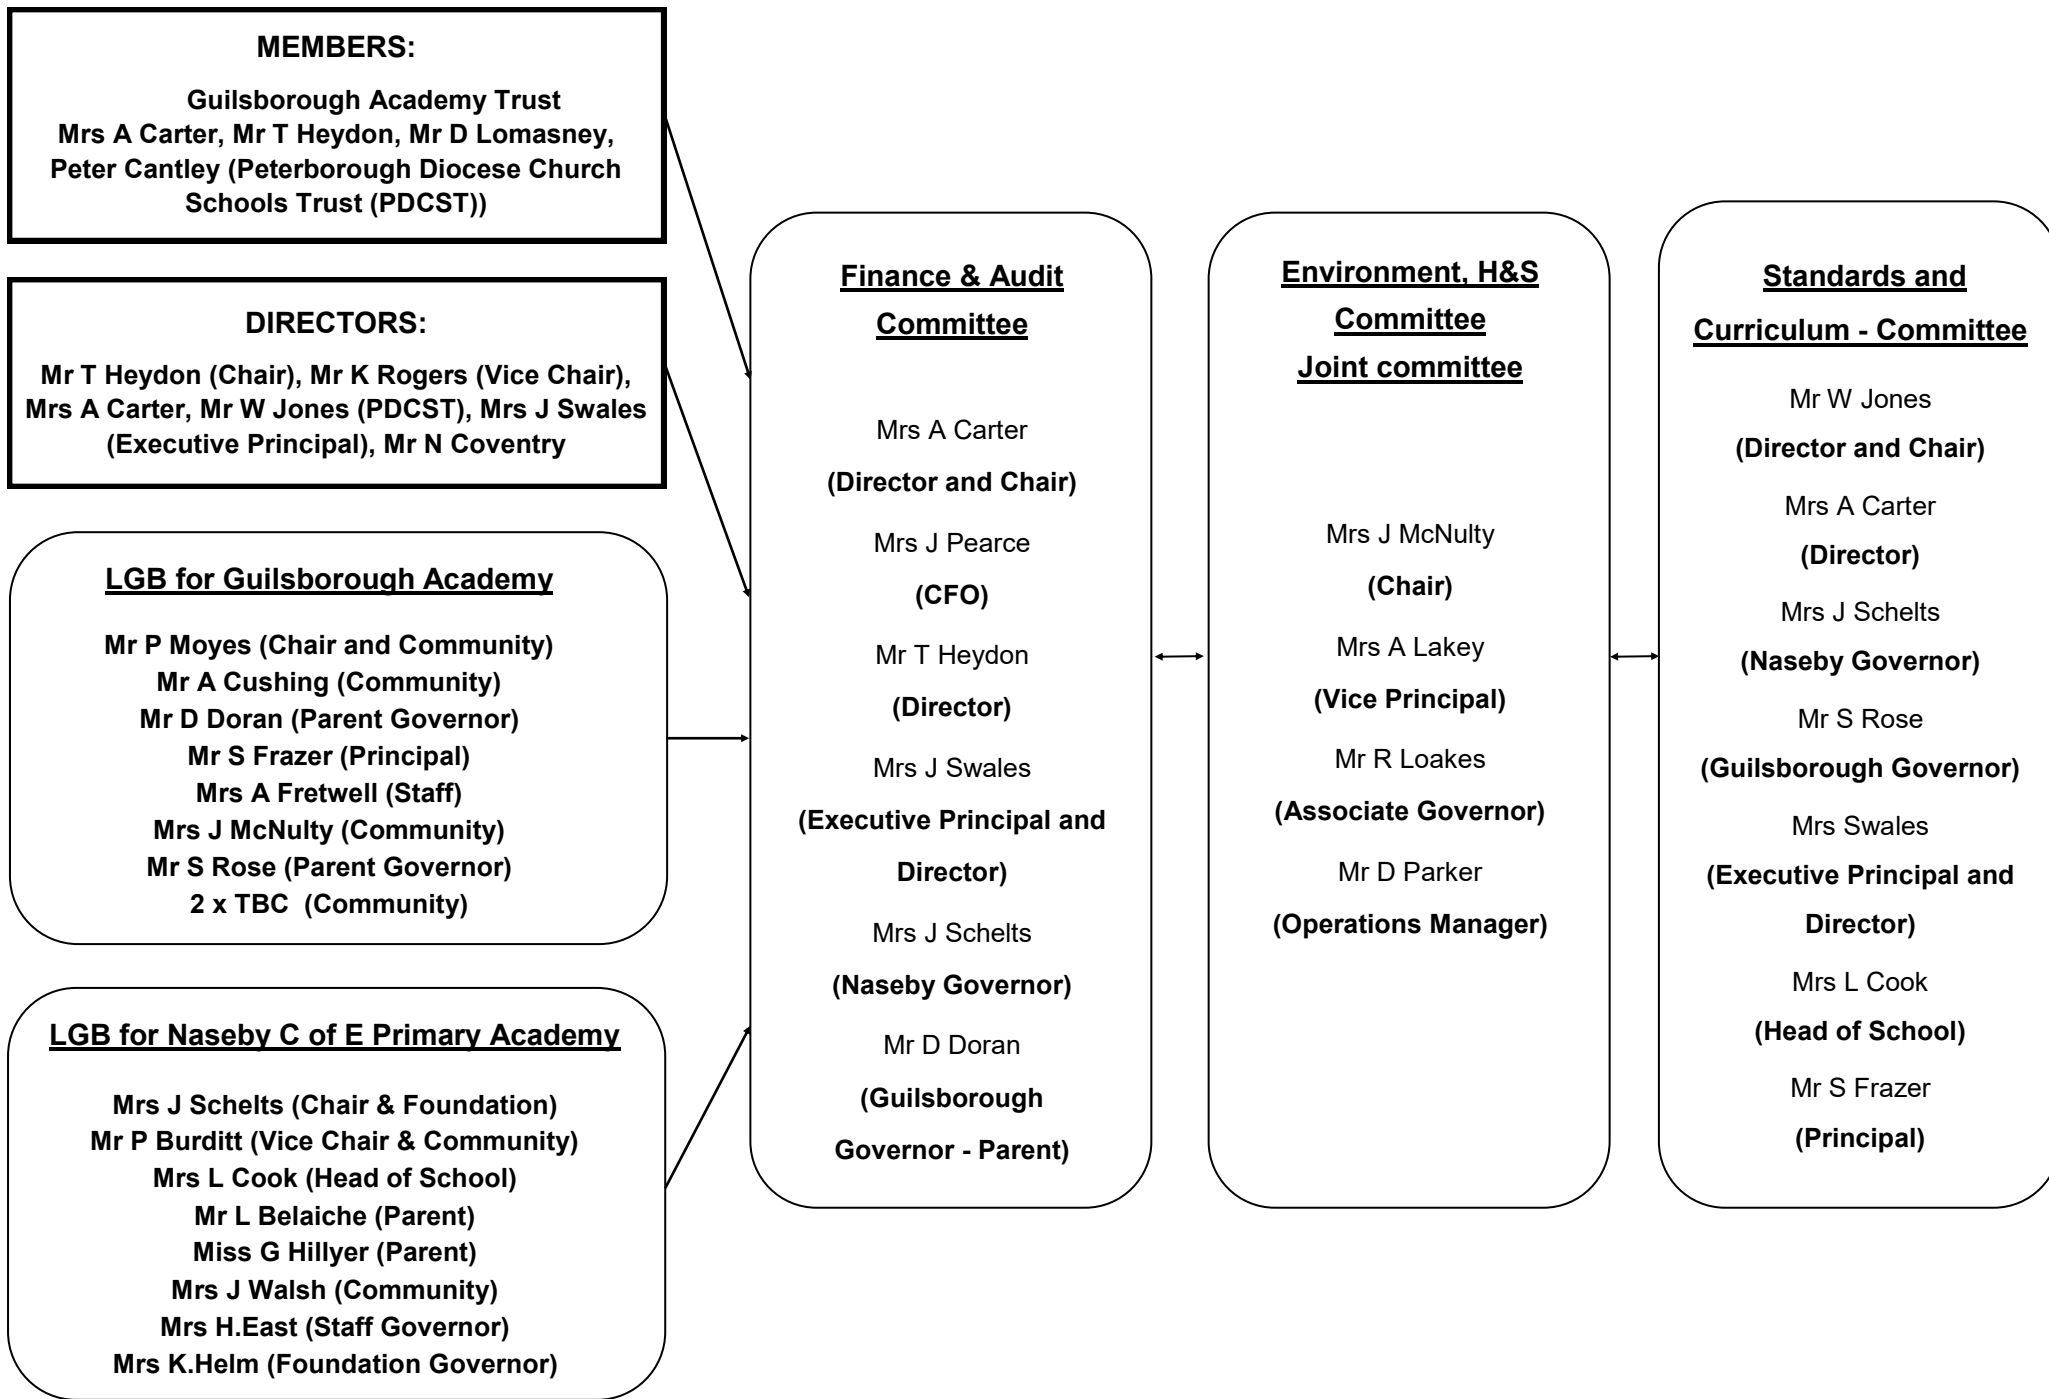 MEMBERS:
Guilsborough Academy Trust
Mrs A Carter, Mr T Heydon, Mr D Lomasney,
Peter Cantley (Peterborough Diocese Church
Schools Trust (PDCST))
DIRECTORS:
Mr T Heydon (Chair), Mr K Rogers (Vice Chair),
Mrs A Carter, Mr W Jones (PDCST), Mrs J Swales
(Executive Principal), Mr N Coventry
LGB for Guilsborough Academy
Mr P Moyes (Chair and Community)
Mr A Cushing (Community)
Mr D Doran (Parent Governor)
Mr S Frazer (Principal)
Mrs A Fretwell (Staff)
Mrs J McNulty (Community)
Mr S Rose (Parent Governor)
2 x TBC  (Community)
LGB for Naseby C of E Primary Academy
Mrs J Schelts (Chair & Foundation)
Mr P Burditt (Vice Chair & Community)
Mrs L Cook (Head of School)
Mr L Belaiche (Parent)
Miss G Hillyer (Parent)
Mrs J Walsh (Community)
Mrs H.East (Staff Governor)
Mrs K.Helm (Foundation Governor)
Finance & Audit
Committee
Mrs A Carter
(Director and Chair)
Mrs J Pearce
(CFO)
Mr T Heydon
(Director)
Mrs J Swales
(Executive Principal and
Director)
Mrs J Schelts
(Naseby Governor)
Mr D Doran
(Guilsborough
Governor - Parent)
Environment, H&S
Committee
Joint committee
Mrs J McNulty
(Chair)
Mrs A Lakey
(Vice Principal)
Mr R Loakes
(Associate Governor)
Mr D Parker
(Operations Manager)
Standards and
Curriculum - Committee
Mr W Jones
(Director and Chair)
Mrs A Carter
(Director)
Mrs J Schelts
(Naseby Governor)
Mr S Rose
(Guilsborough Governor)
Mrs Swales
(Executive Principal and
Director)
Mrs L Cook
(Head of School)
Mr S Frazer
(Principal)